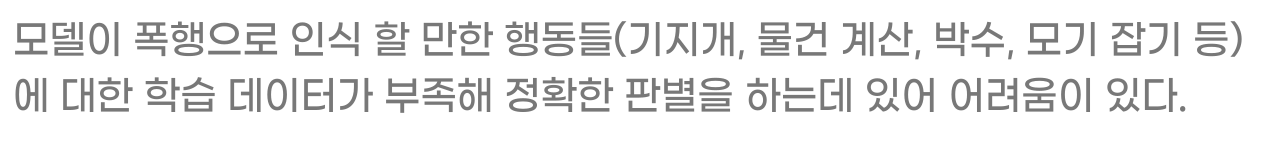 모델이 폭행으로 인식 할 만한 행동들(기지개, 물건 계산, 박수, 모기 잡기 등)
에 대한 학습 데이터가 부족해 정확한 판별을 하는데 있어 어려움이 있다.